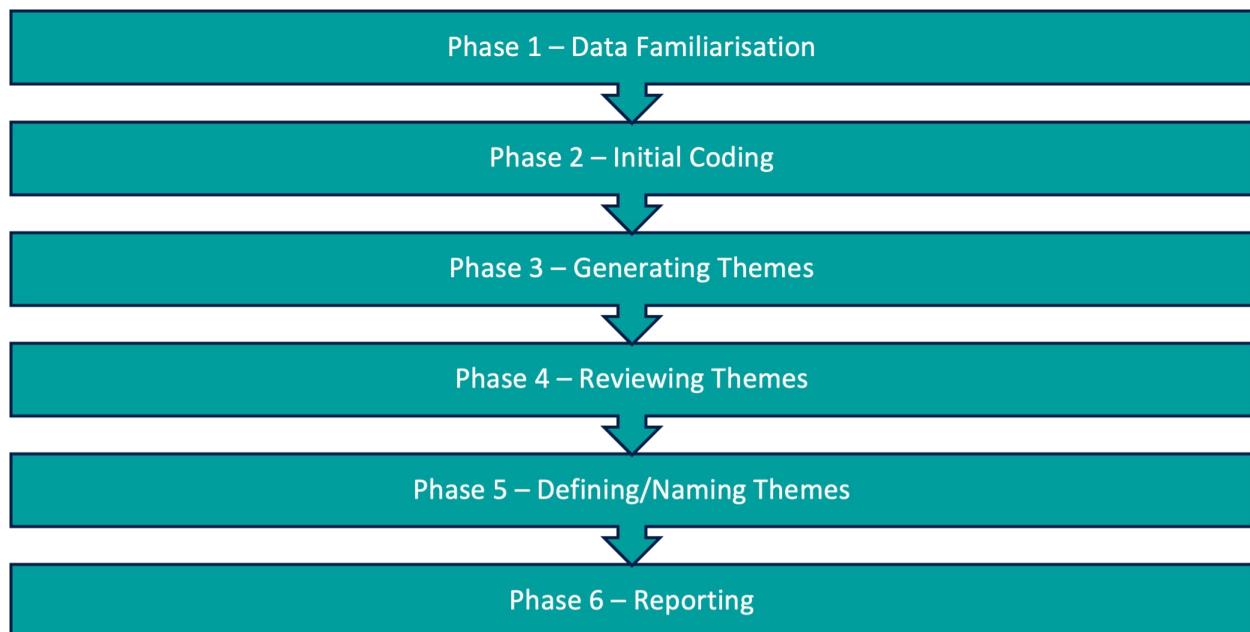 Phase 1 – Data Familiarisation
Phase 2 – Initial Coding
Phase 3 – Generating Themes
Phase 4 – Reviewing Themes
Phase 5 – Defining/Naming Themes
Phase 6 – Reporting